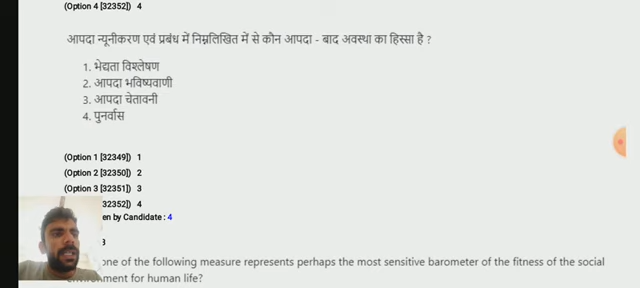 (Option 4 [32352]) 4
आपदा न्यूनीकरण एवं प्रबंध में निम्नलिखित में से कौन आपदा - बाद अवस्था का हिस्सा है ?
1. भेद्यता विश्लेषण
2. आपदा भविष्यवाणी
3. आपदा चेतावनी
4. पुनर्वास
(Option 1 [32349]) 1
(Option 2 [32350]) 2
(Option 3 [32351]) 3
32352]) 4
en by Candidate : 4
3
one of the following measure represents perhaps the most sensitive barometer of the fitness of the social
nment for human life?